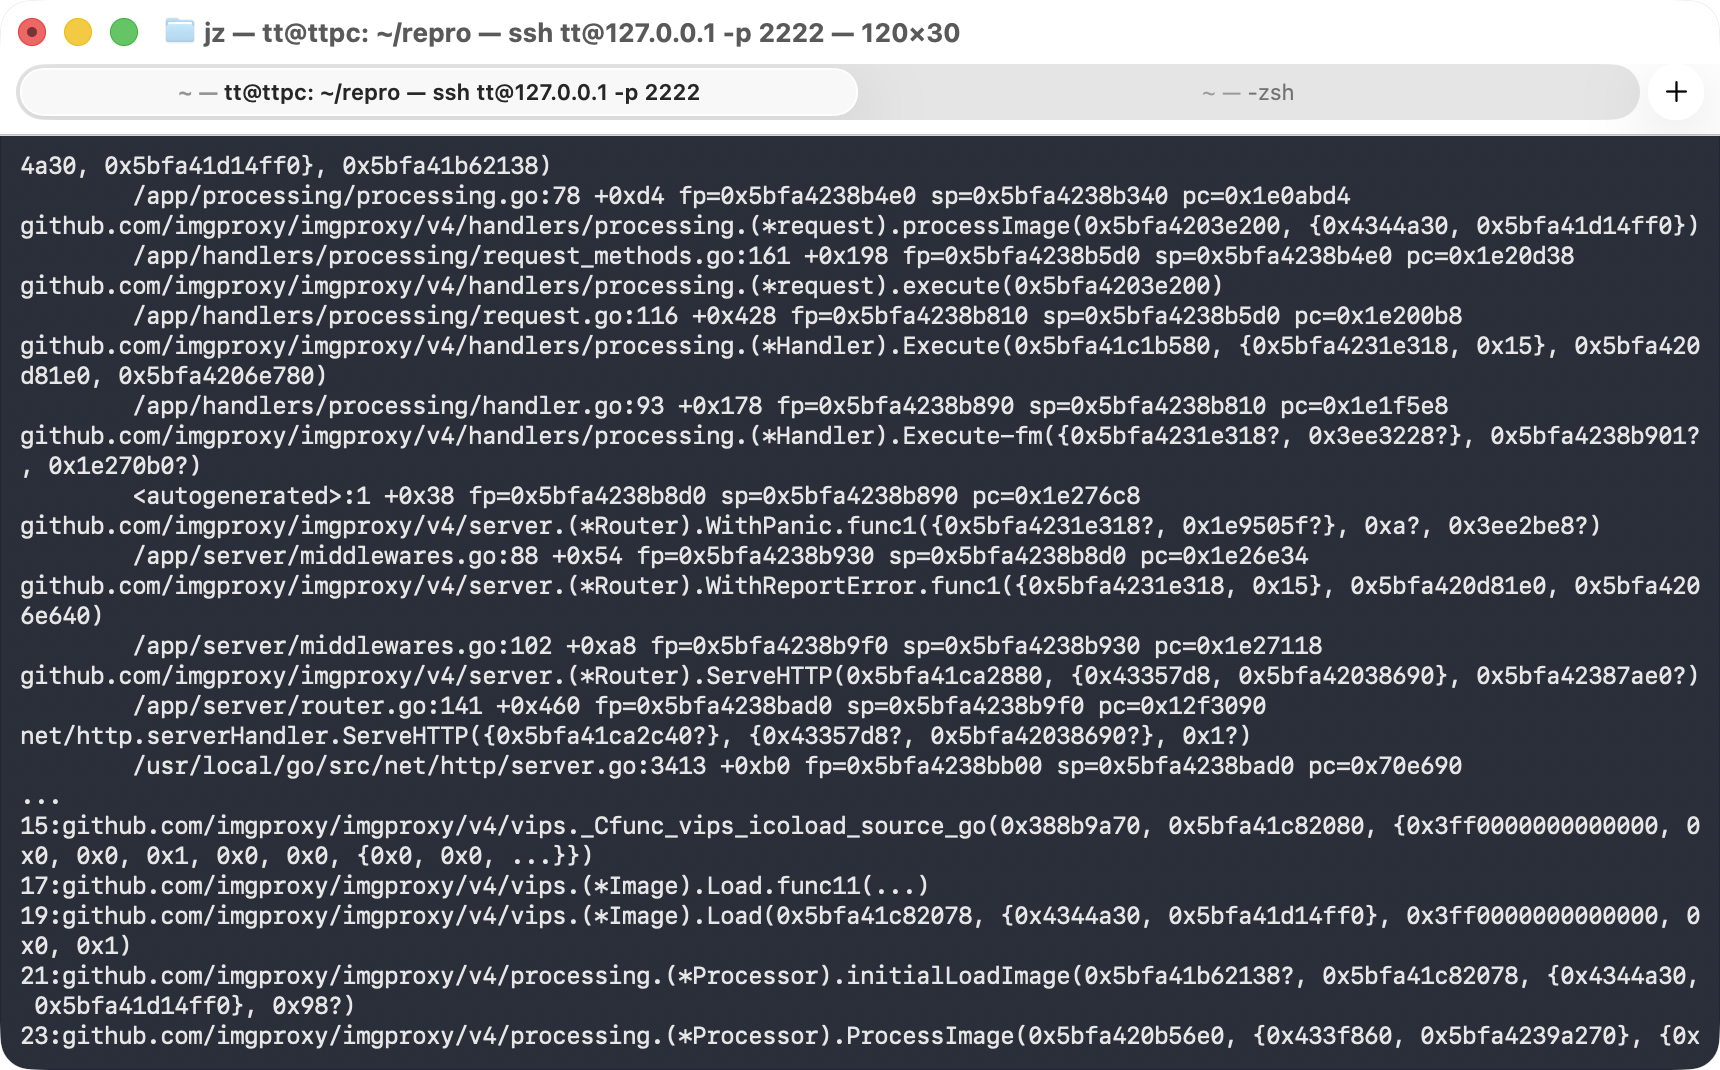 jz — tt@ttpc: ~/repro — ssh tt@127.0.0.1 -p 2222 — 120×30
~ — tt@ttpc: ~/repro — ssh tt@127.0.0.1 -p 2222
~ — -zsh
+
4a30, 0x5bfa41d14ff0}, 0x5bfa41b62138)
        /app/processing/processing.go:78 +0xd4 fp=0x5bfa4238b4e0 sp=0x5bfa4238b340 pc=0x1e0abd4
github.com/imgproxy/imgproxy/v4/handlers/processing.(*request).processImage(0x5bfa4203e200, {0x4344a30, 0x5bfa41d14ff0})
        /app/handlers/processing/request_methods.go:161 +0x198 fp=0x5bfa4238b5d0 sp=0x5bfa4238b4e0 pc=0x1e20d38
github.com/imgproxy/imgproxy/v4/handlers/processing.(*request).execute(0x5bfa4203e200)
        /app/handlers/processing/request.go:116 +0x428 fp=0x5bfa4238b810 sp=0x5bfa4238b5d0 pc=0x1e200b8
github.com/imgproxy/imgproxy/v4/handlers/processing.(*Handler).Execute(0x5bfa41c1b580, {0x5bfa4231e318, 0x15}, 0x5bfa420
d81e0, 0x5bfa4206e780)
        /app/handlers/processing/handler.go:93 +0x178 fp=0x5bfa4238b890 sp=0x5bfa4238b810 pc=0x1e1f5e8
github.com/imgproxy/imgproxy/v4/handlers/processing.(*Handler).Execute-fm({0x5bfa4231e318?, 0x3ee3228?}, 0x5bfa4238b901?
, 0x1e270b0?)
        <autogenerated>:1 +0x38 fp=0x5bfa4238b8d0 sp=0x5bfa4238b890 pc=0x1e276c8
github.com/imgproxy/imgproxy/v4/server.(*Router).WithPanic.func1({0x5bfa4231e318?, 0x1e9505f?}, 0xa?, 0x3ee2be8?)
        /app/server/middlewares.go:88 +0x54 fp=0x5bfa4238b930 sp=0x5bfa4238b8d0 pc=0x1e26e34
github.com/imgproxy/imgproxy/v4/server.(*Router).WithReportError.func1({0x5bfa4231e318, 0x15}, 0x5bfa420d81e0, 0x5bfa420
6e640)
        /app/server/middlewares.go:102 +0xa8 fp=0x5bfa4238b9f0 sp=0x5bfa4238b930 pc=0x1e27118
github.com/imgproxy/imgproxy/v4/server.(*Router).ServeHTTP(0x5bfa41ca2880, {0x43357d8, 0x5bfa42038690}, 0x5bfa42387ae0?)
        /app/server/router.go:141 +0x460 fp=0x5bfa4238bad0 sp=0x5bfa4238b9f0 pc=0x12f3090
net/http.serverHandler.ServeHTTP({0x5bfa41ca2c40?}, {0x43357d8?, 0x5bfa42038690?}, 0x1?)
        /usr/local/go/src/net/http/server.go:3413 +0xb0 fp=0x5bfa4238bb00 sp=0x5bfa4238bad0 pc=0x70e690
...
15:github.com/imgproxy/imgproxy/v4/vips._Cfunc_vips_icoload_source_go(0x388b9a70, 0x5bfa41c82080, {0x3ff0000000000000, 0
x0, 0x0, 0x1, 0x0, 0x0, {0x0, 0x0, ...}})
17:github.com/imgproxy/imgproxy/v4/vips.(*Image).Load.func11(...)
19:github.com/imgproxy/imgproxy/v4/vips.(*Image).Load(0x5bfa41c82078, {0x4344a30, 0x5bfa41d14ff0}, 0x3ff0000000000000, 0
x0, 0x1)
21:github.com/imgproxy/imgproxy/v4/processing.(*Processor).initialLoadImage(0x5bfa41b62138?, 0x5bfa41c82078, {0x4344a30,
 0x5bfa41d14ff0}, 0x98?)
23:github.com/imgproxy/imgproxy/v4/processing.(*Processor).ProcessImage(0x5bfa420b56e0, {0x433f860, 0x5bfa4239a270}, {0x